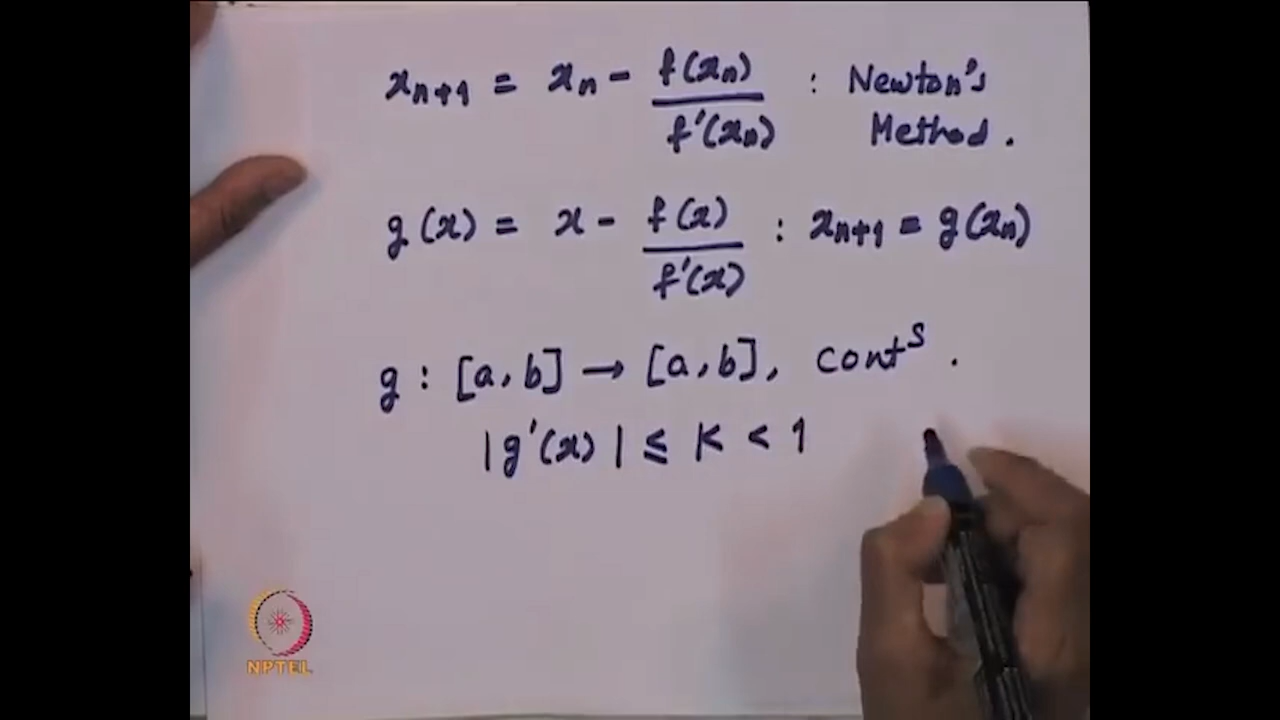 xₙ₊₁ = xₙ - f(xₙ)/f'(xₙ) : Newton's Method.
g(x) = x - f(x)/f'(x) : xₙ₊₁ = g(xₙ)
g : [a, b] → [a, b], contˢ.
|g'(x)| ≤ K < 1
NPTEL